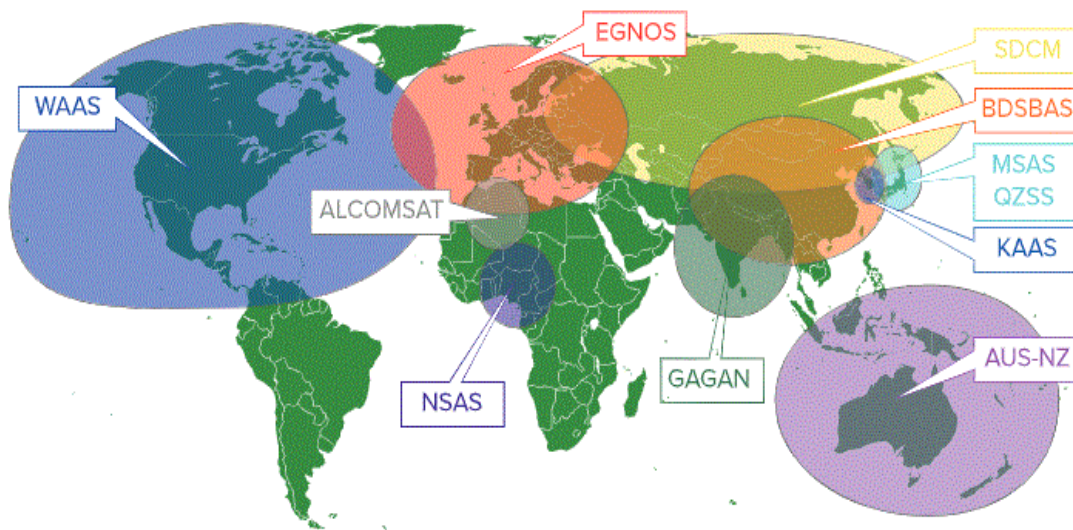 EGNOS
SDCM
WAAS
BDSBAS
MSAS
QZSS
ALCOMSAT
KAAS
AUS-NZ
GAGAN
NSAS